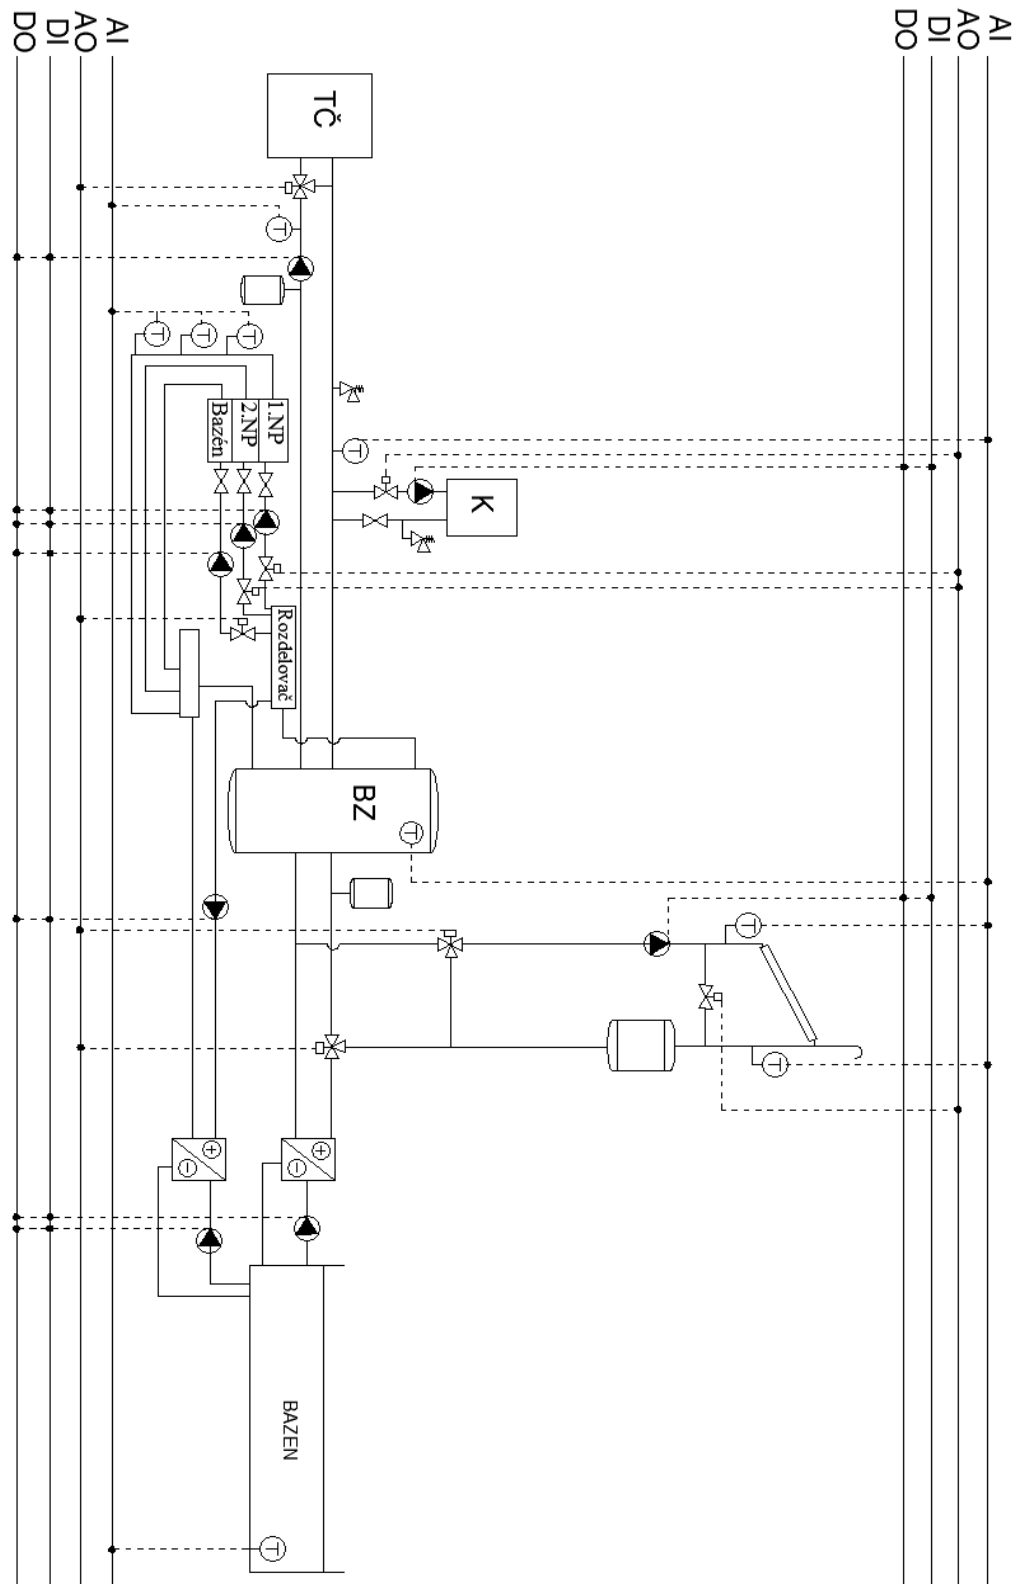 AI
AO
DI
DO
AI
AO
DI
DO
TČ
T
T
T
T
1.NP
2.NP
Bazén
T
K
Rozdelovač
BZ
T
T
T
+
−
+
−
BAZEN
T